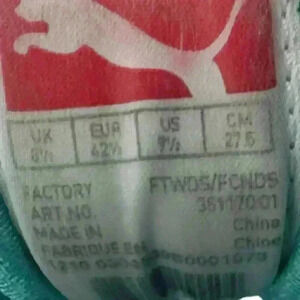 UK EUR US CM
8½ 42½ 9½ 27.5
FACTORY FTWDS/FCNDS
ART.NO. 351170 01
MADE IN China
FABRIQUE EN Chine